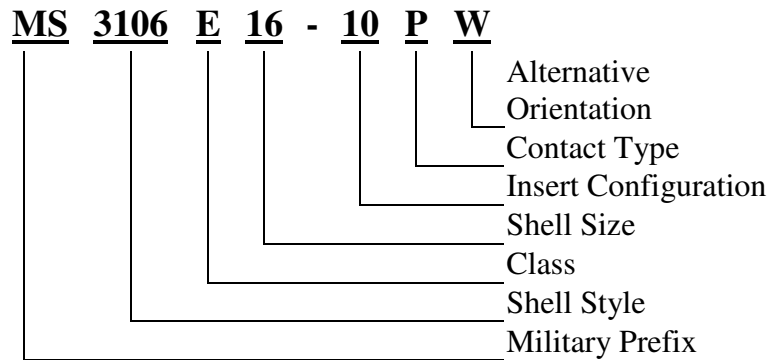 MS 3106 E 16 - 10 P W
Alternative
Orientation
Contact Type
Insert Configuration
Shell Size
Class
Shell Style
Military Prefix